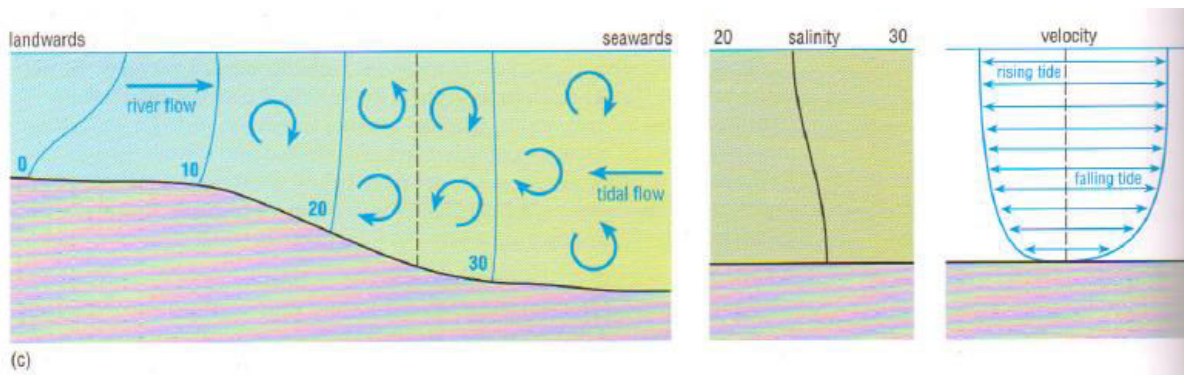 landwards
seawards
river flow
tidal flow
0
10
20
30
20 salinity 30
velocity
rising tide
falling tide
(c)